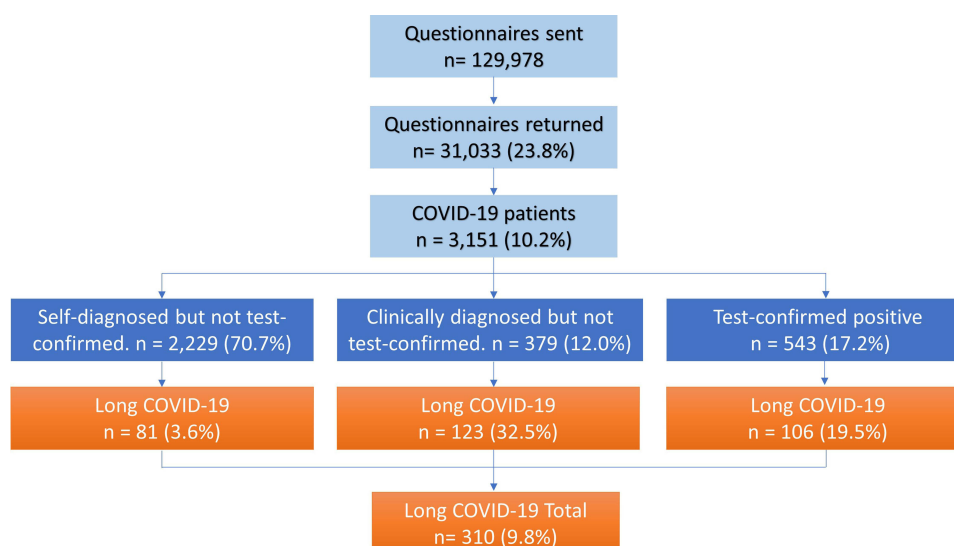 Questionnaires sent
n= 129,978
Questionnaires returned
n= 31,033 (23.8%)
COVID-19 patients
n = 3,151 (10.2%)
Self-diagnosed but not test-
confirmed. n = 2,229 (70.7%)
Clinically diagnosed but not
test-confirmed. n = 379 (12.0%)
Test-confirmed positive
n = 543 (17.2%)
Long COVID-19
n = 81 (3.6%)
Long COVID-19
n = 123 (32.5%)
Long COVID-19
n = 106 (19.5%)
Long COVID-19 Total
n= 310 (9.8%)